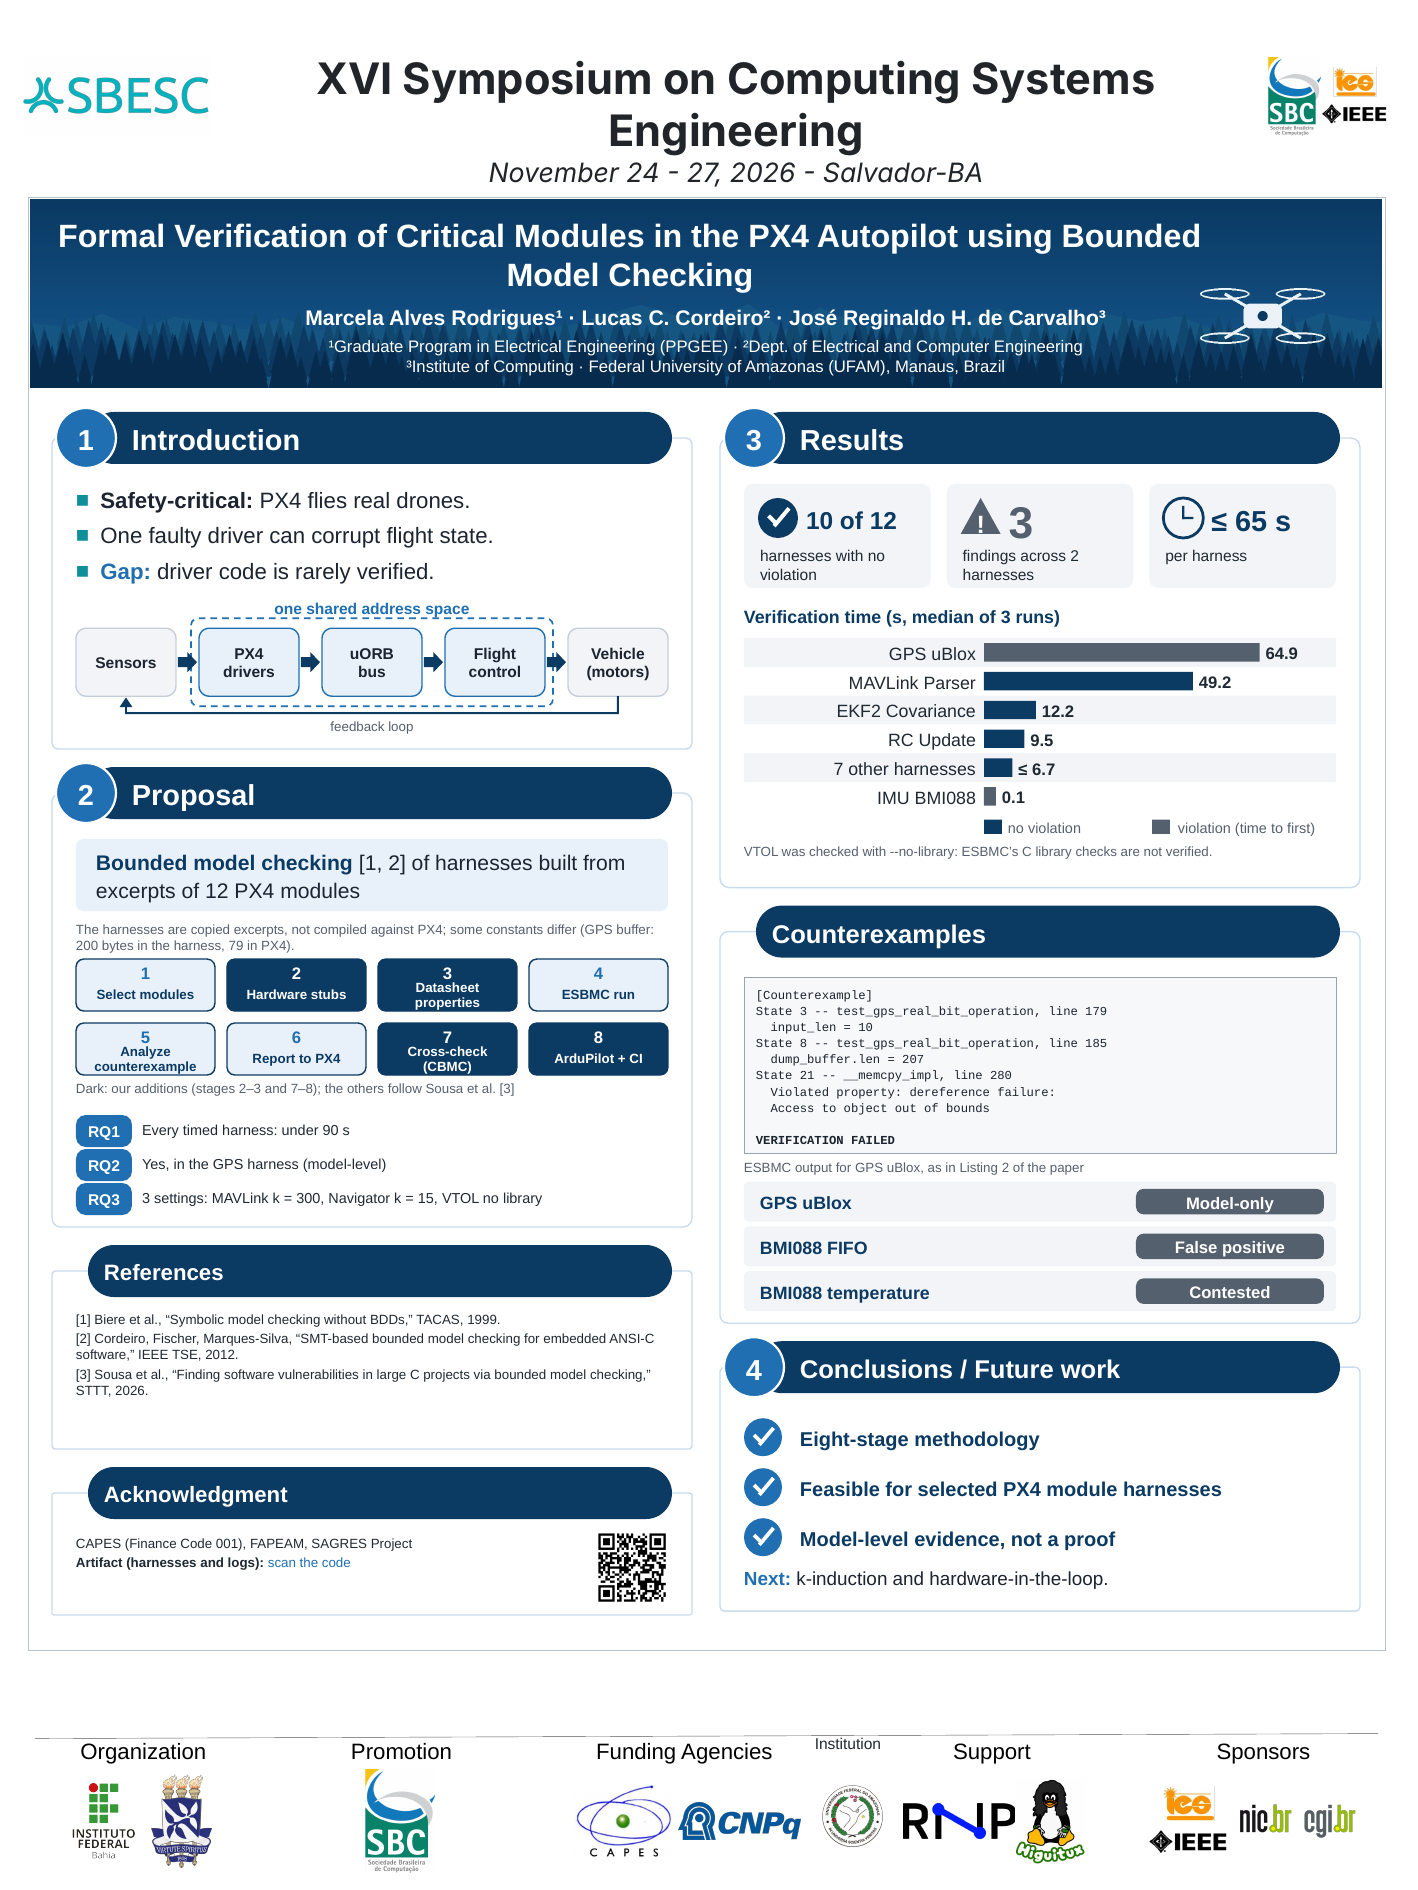 SBESC
XVI Symposium on Computing Systems
Engineering
November 24 - 27, 2026 - Salvador-BA
SBC
Sociedade Brasileira
de Computação
IEEE
Formal Verification of Critical Modules in the PX4 Autopilot using Bounded
Model Checking
Marcela Alves Rodrigues¹ · Lucas C. Cordeiro² · José Reginaldo H. de Carvalho³
¹Graduate Program in Electrical Engineering (PPGEE) · ²Dept. of Electrical and Computer Engineering
³Institute of Computing · Federal University of Amazonas (UFAM), Manaus, Brazil
1 Introduction
■ Safety-critical: PX4 flies real drones.
■ One faulty driver can corrupt flight state.
■ Gap: driver code is rarely verified.
one shared address space
Sensors
PX4
drivers
uORB
bus
Flight
control
Vehicle
(motors)
feedback loop
2 Proposal
Bounded model checking [1, 2] of harnesses built from
excerpts of 12 PX4 modules
The harnesses are copied excerpts, not compiled against PX4; some constants differ (GPS buffer:
200 bytes in the harness, 79 in PX4).
1
Select modules
2
Hardware stubs
3
Datasheet
properties
4
ESBMC run
5
Analyze
counterexample
6
Report to PX4
7
Cross-check
(CBMC)
8
ArduPilot + CI
Dark: our additions (stages 2–3 and 7–8); the others follow Sousa et al. [3]
RQ1 Every timed harness: under 90 s
RQ2 Yes, in the GPS harness (model-level)
RQ3 3 settings: MAVLink k = 300, Navigator k = 15, VTOL no library
References
[1] Biere et al., “Symbolic model checking without BDDs,” TACAS, 1999.
[2] Cordeiro, Fischer, Marques-Silva, “SMT-based bounded model checking for embedded ANSI-C
software,” IEEE TSE, 2012.
[3] Sousa et al., “Finding software vulnerabilities in large C projects via bounded model checking,”
STTT, 2026.
Acknowledgment
CAPES (Finance Code 001), FAPEAM, SAGRES Project
Artifact (harnesses and logs): scan the code
3 Results
10 of 12
harnesses with no
violation
3
findings across 2
harnesses
≤ 65 s
per harness
Verification time (s, median of 3 runs)
GPS uBlox 64.9
MAVLink Parser 49.2
EKF2 Covariance 12.2
RC Update 9.5
7 other harnesses ≤ 6.7
IMU BMI088 0.1
no violation violation (time to first)
VTOL was checked with --no-library: ESBMC's C library checks are not verified.
Counterexamples
[Counterexample]
State 3 -- test_gps_real_bit_operation, line 179
input_len = 10
State 8 -- test_gps_real_bit_operation, line 185
dump_buffer.len = 207
State 21 -- __memcpy_impl, line 280
Violated property: dereference failure:
Access to object out of bounds
VERIFICATION FAILED
ESBMC output for GPS uBlox, as in Listing 2 of the paper
GPS uBlox Model-only
BMI088 FIFO False positive
BMI088 temperature Contested
4 Conclusions / Future work
Eight-stage methodology
Feasible for selected PX4 module harnesses
Model-level evidence, not a proof
Next: k-induction and hardware-in-the-loop.
Organization
Promotion
Funding Agencies
Institution
Support
Sponsors
INSTITUTO
FEDERAL
Bahia
VIRTUTE SPIRITUS
SBC
Sociedade Brasileira
de Computação
CAPES
CNPq
RNP
Higuitux
IEEE
nic.br cgi.br